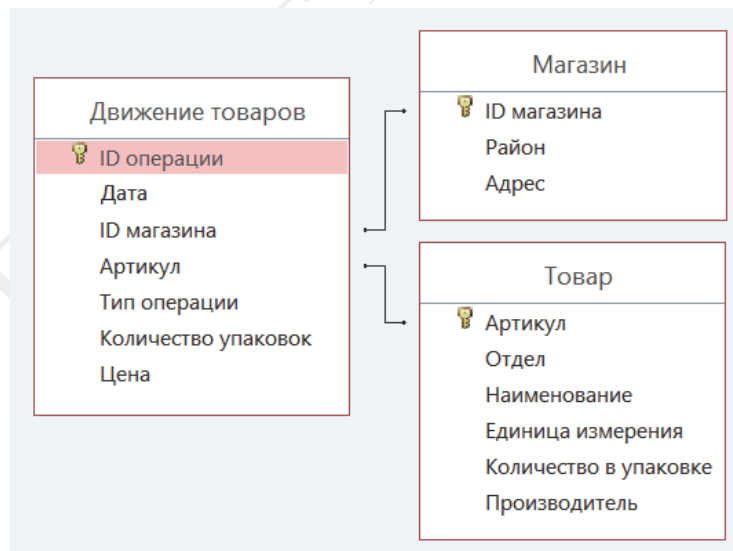 Движение товаров
ID операции
Дата
ID магазина
Артикул
Тип операции
Количество упаковок
Цена
Магазин
ID магазина
Район
Адрес
Товар
Артикул
Отдел
Наименование
Единица измерения
Количество в упаковке
Производитель